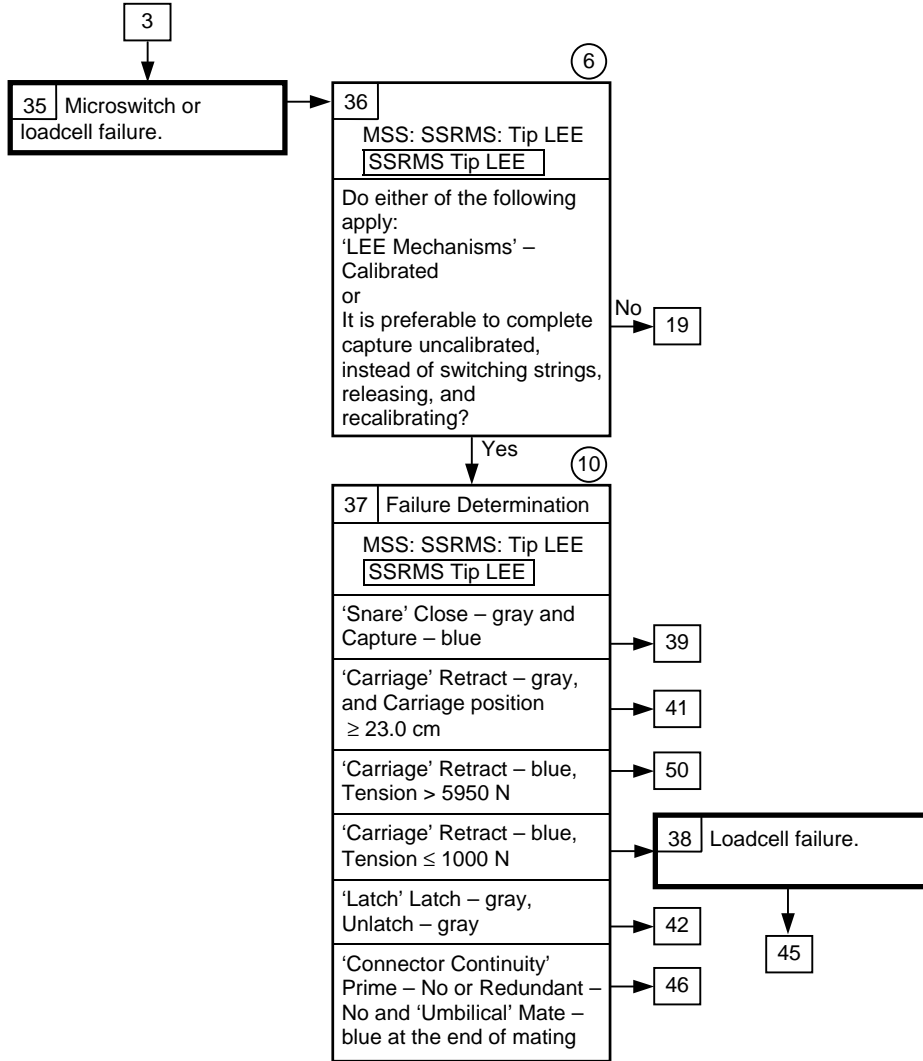 3
35 Microswitch or
loadcell failure.
6
36
MSS: SSRMS: Tip LEE
SSRMS Tip LEE
Do either of the following
apply:
‘LEE Mechanisms’ –
Calibrated
or
It is preferable to complete
capture uncalibrated,
instead of switching strings,
releasing, and
recalibrating?
No
19
Yes
10
37 Failure Determination
MSS: SSRMS: Tip LEE
SSRMS Tip LEE
‘Snare’ Close – gray and
Capture – blue
39
‘Carriage’ Retract – gray,
and Carriage position
≥ 23.0 cm
41
‘Carriage’ Retract – blue,
Tension > 5950 N
50
‘Carriage’ Retract – blue,
Tension ≤ 1000 N
38 Loadcell failure.
45
‘Latch’ Latch – gray,
Unlatch – gray
42
‘Connector Continuity’
Prime – No or Redundant –
No and ‘Umbilical’ Mate –
blue at the end of mating
46